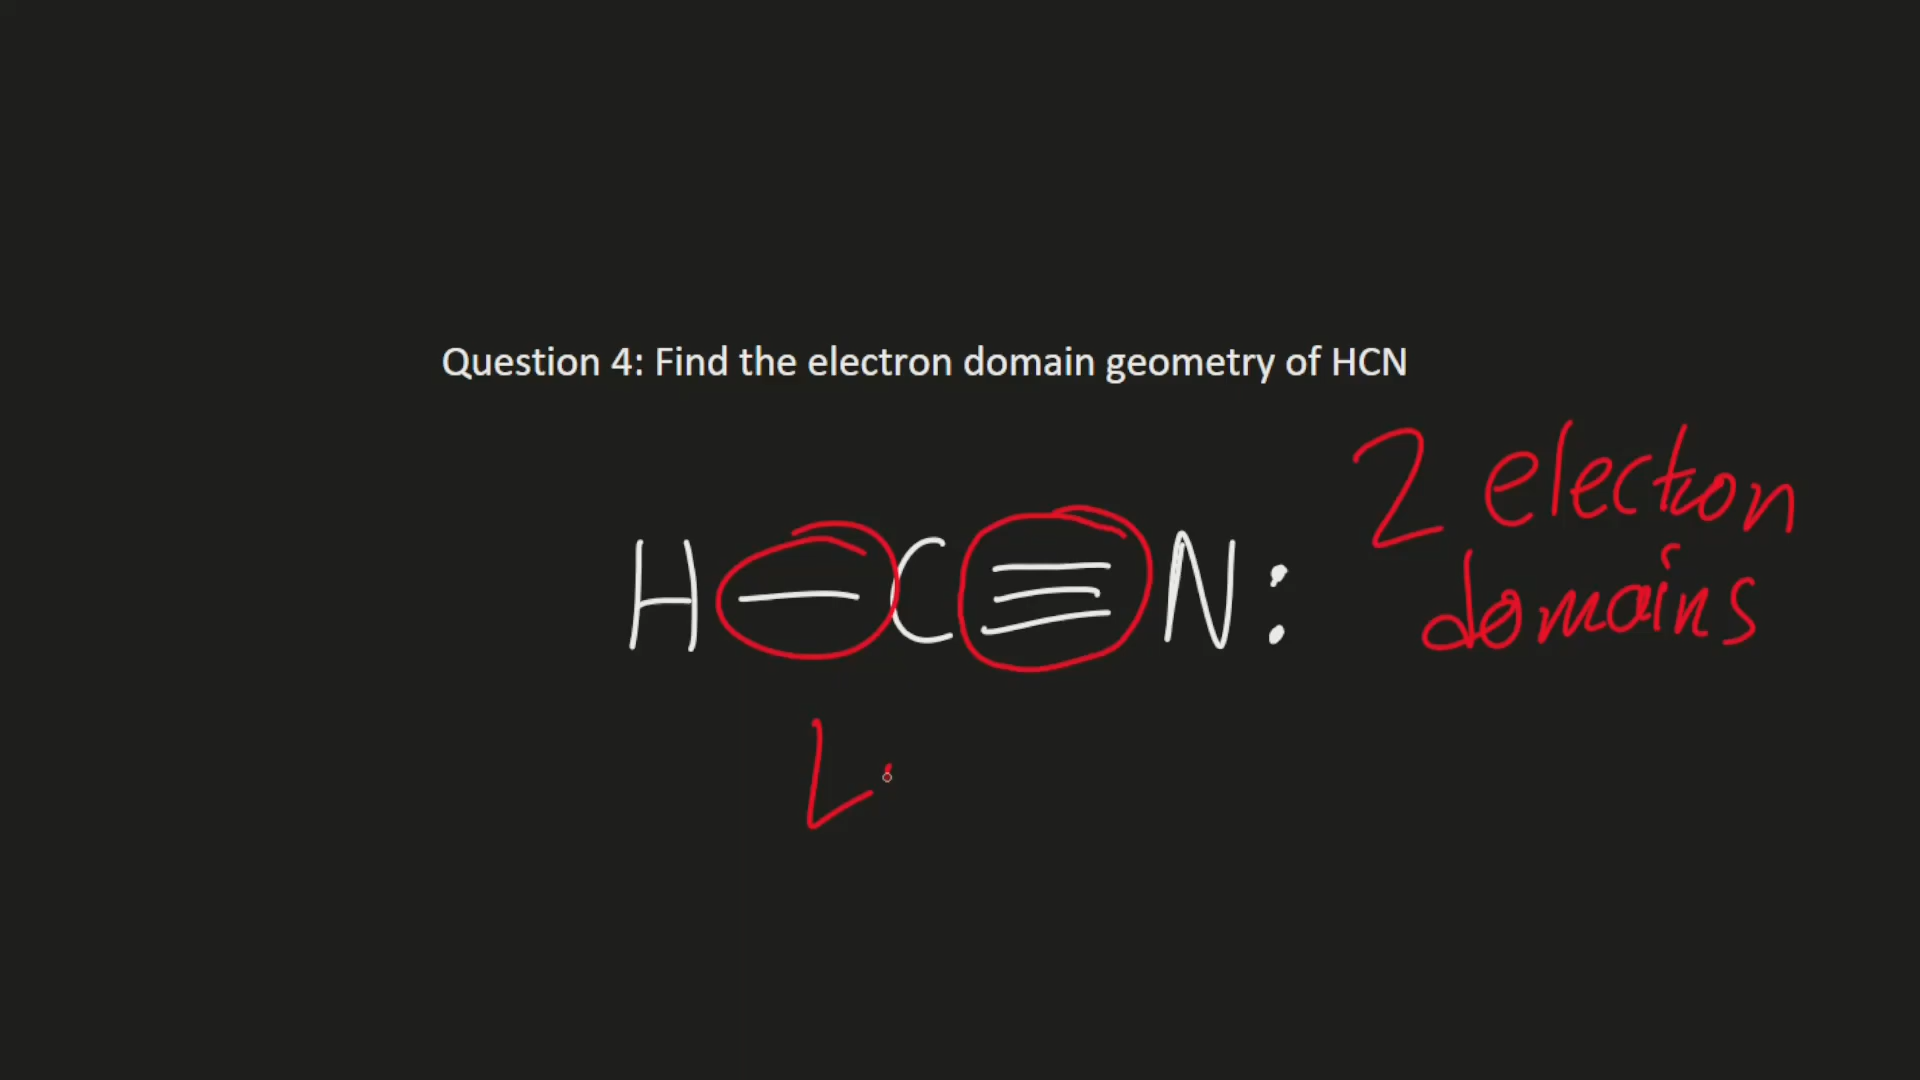 Question 4: Find the electron domain geometry of HCN
H — C ≡ N :
2 electron
domains
L